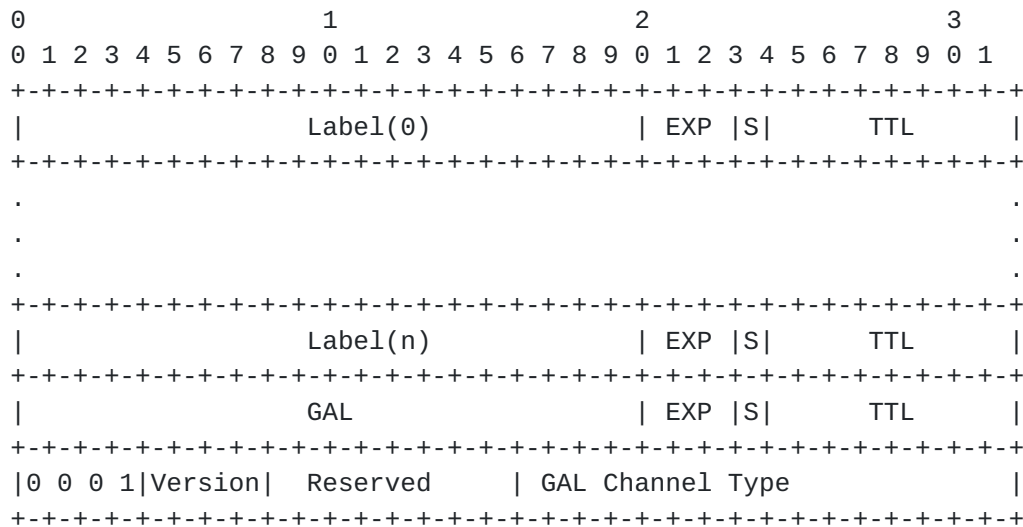 0                   1                   2                   3
0 1 2 3 4 5 6 7 8 9 0 1 2 3 4 5 6 7 8 9 0 1 2 3 4 5 6 7 8 9 0 1
+-+-+-+-+-+-+-+-+-+-+-+-+-+-+-+-+-+-+-+-+-+-+-+-+-+-+-+-+-+-+-+-+
|                  Label(0)             | EXP |S|      TTL      |
+-+-+-+-+-+-+-+-+-+-+-+-+-+-+-+-+-+-+-+-+-+-+-+-+-+-+-+-+-+-+-+-+
.                                                               .
.                                                               .
.                                                               .
+-+-+-+-+-+-+-+-+-+-+-+-+-+-+-+-+-+-+-+-+-+-+-+-+-+-+-+-+-+-+-+-+
|                  Label(n)             | EXP |S|      TTL      |
+-+-+-+-+-+-+-+-+-+-+-+-+-+-+-+-+-+-+-+-+-+-+-+-+-+-+-+-+-+-+-+-+
|                  GAL                  | EXP |S|      TTL      |
+-+-+-+-+-+-+-+-+-+-+-+-+-+-+-+-+-+-+-+-+-+-+-+-+-+-+-+-+-+-+-+-+
|0 0 0 1|Version|  Reserved     | GAL Channel Type              |
+-+-+-+-+-+-+-+-+-+-+-+-+-+-+-+-+-+-+-+-+-+-+-+-+-+-+-+-+-+-+-+-+